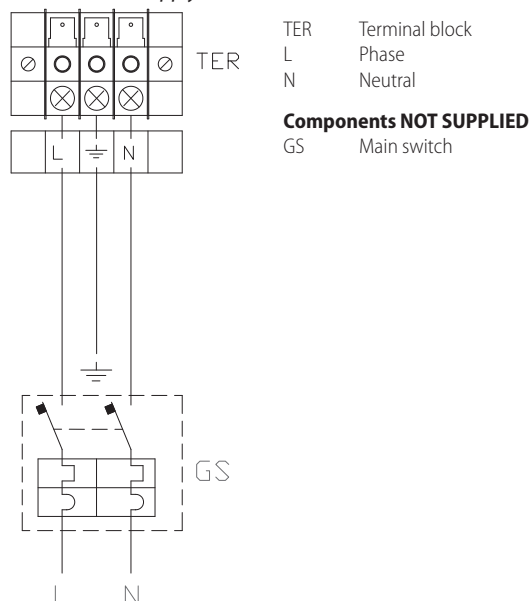 TER
L N
GS
L N
TER Terminal block
L Phase
N Neutral
Components NOT SUPPLIED
GS Main switch